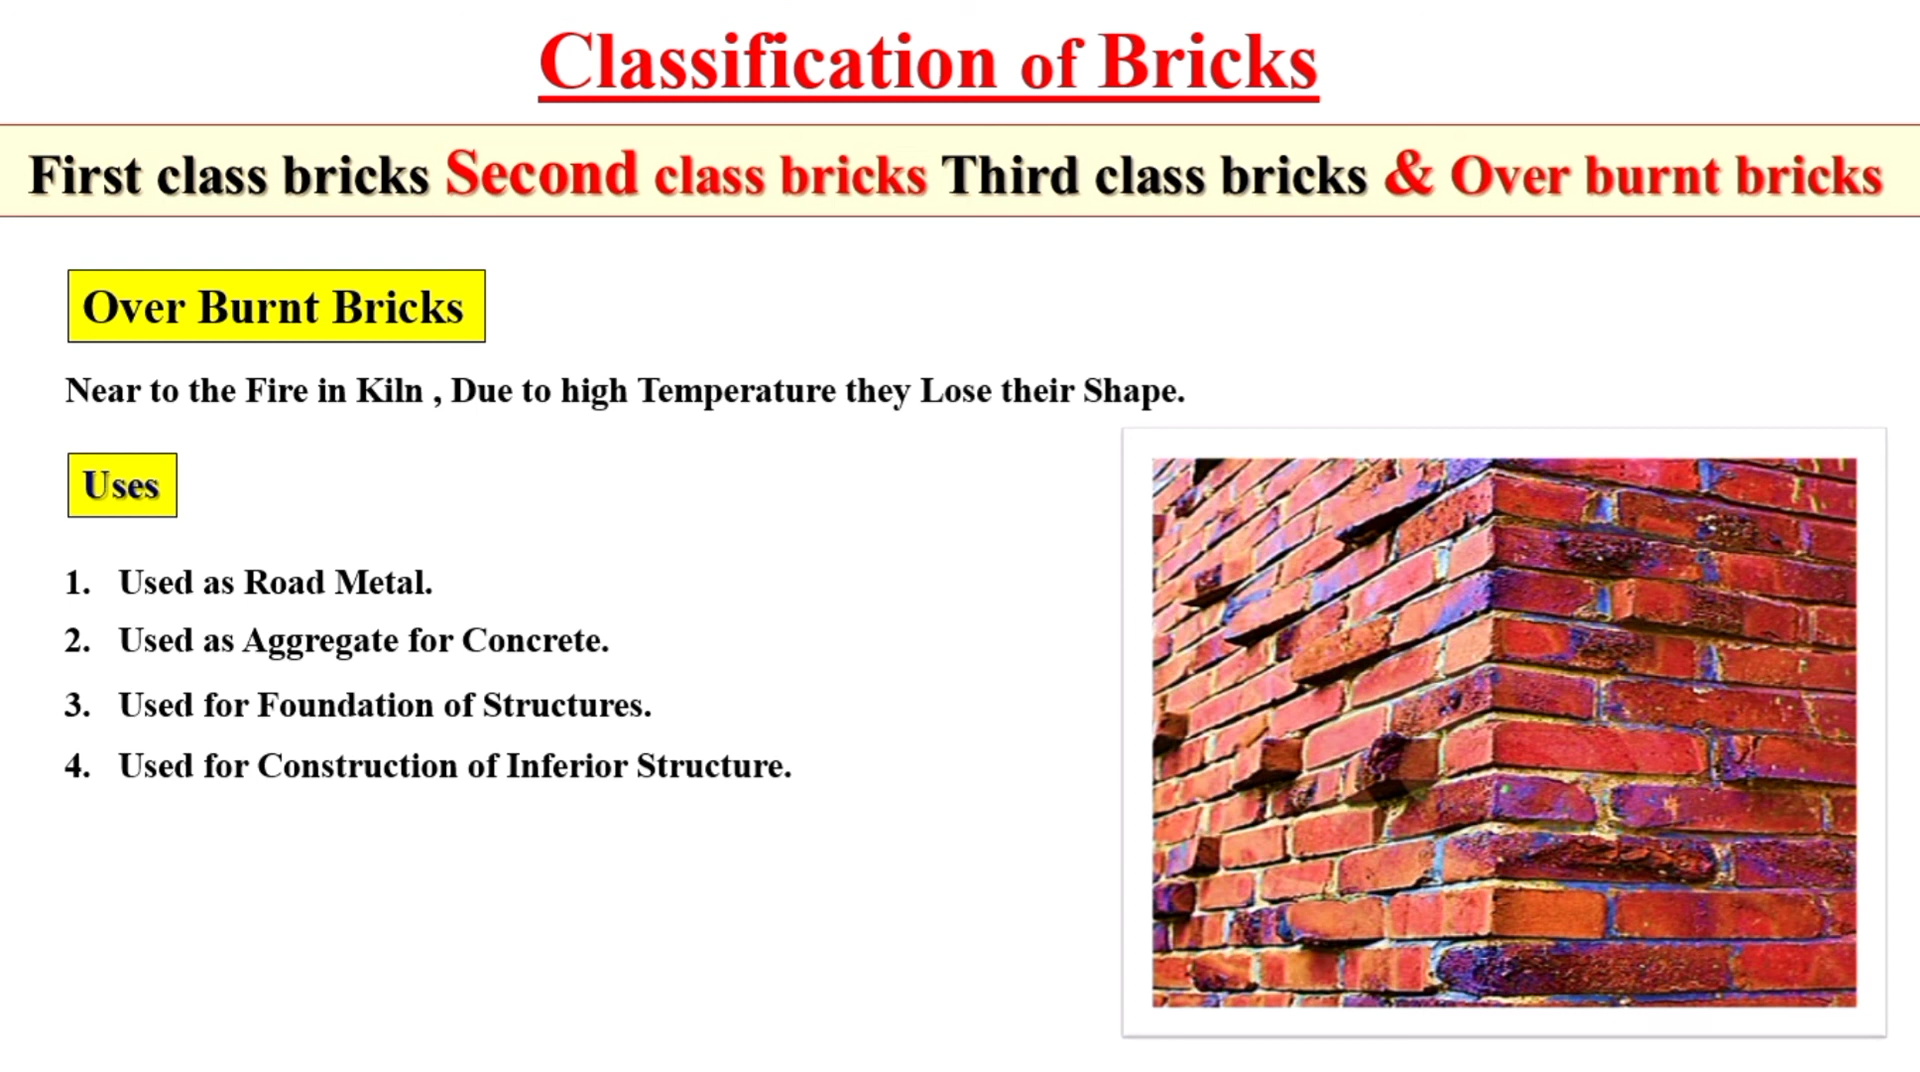 Classification of Bricks
First class bricks Second class bricks Third class bricks & Over burnt bricks
Over Burnt Bricks
Near to the Fire in Kiln , Due to high Temperature they Lose their Shape.
Uses
1. Used as Road Metal.
2. Used as Aggregate for Concrete.
3. Used for Foundation of Structures.
4. Used for Construction of Inferior Structure.